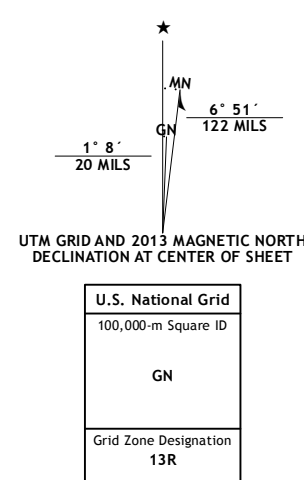 ★
MN
6° 51´
122 MILS
GN
1° 8´
20 MILS
UTM GRID AND 2013 MAGNETIC NORTH
DECLINATION AT CENTER OF SHEET
U.S. National Grid
100,000-m Square ID
GN
Grid Zone Designation
13R